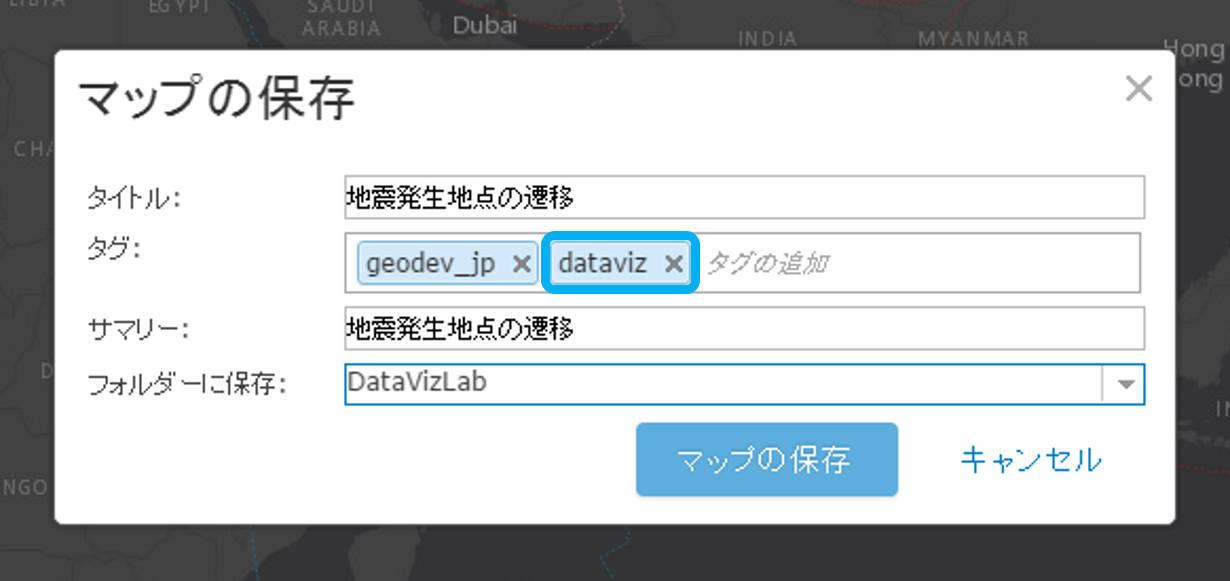 EGYPT
SAUDI
ARABIA
Dubai
INDIA
MYANMAR
Hong
ong
マップの保存
タイトル:
地震発生地点の遷移
タグ:
geodev_jp
dataviz
タグの追加
サマリー:
地震発生地点の遷移
フォルダーに保存:
DataVizLab
マップの保存
キャンセル
NGO